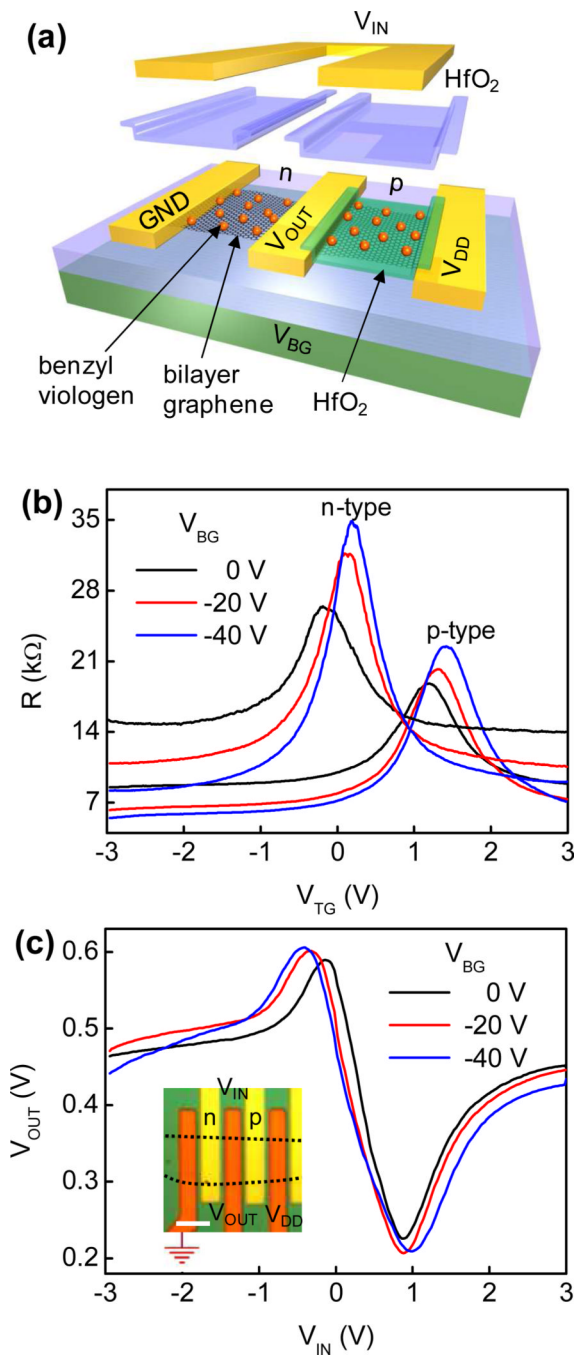 (a)
V_IN
HfO₂
n
p
GND
V_OUT
V_DD
V_BG
benzyl
viologen
bilayer
graphene
HfO₂
(b)
V_BG
0 V
-20 V
-40 V
n-type
p-type
R (kΩ)
35
28
21
14
7
-3 -2 -1 0 1 2 3
V_TG (V)
(c)
V_BG
0 V
-20 V
-40 V
V_OUT (V)
0.6
0.5
0.4
0.3
0.2
V_IN
n p
V_OUT V_DD
-3 -2 -1 0 1 2 3
V_IN (V)